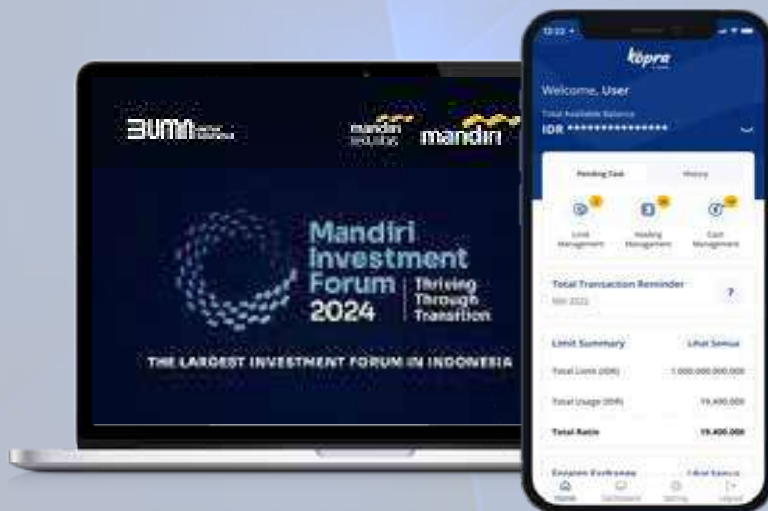 BUMN
mandiri
sekuritas
mandiri
Mandiri
Investment
Forum
2024
Thriving
Through
Transition
THE LARGEST INVESTMENT FORUM IN INDONESIA
kopra
Welcome, User
Total Available Balance
IDR ***************
Pending Task
History
Limit
Management
Management
Cash
Management
Total Transaction Reminder
?
Limit Summary
Lihat Semua
Total Limit (IDR)
1.000.000.000.000
Total Usage (IDR)
19.400.000
Total Ratio
19.400.000
Lihat Semua
Home
Dashboard
Setting
Logout